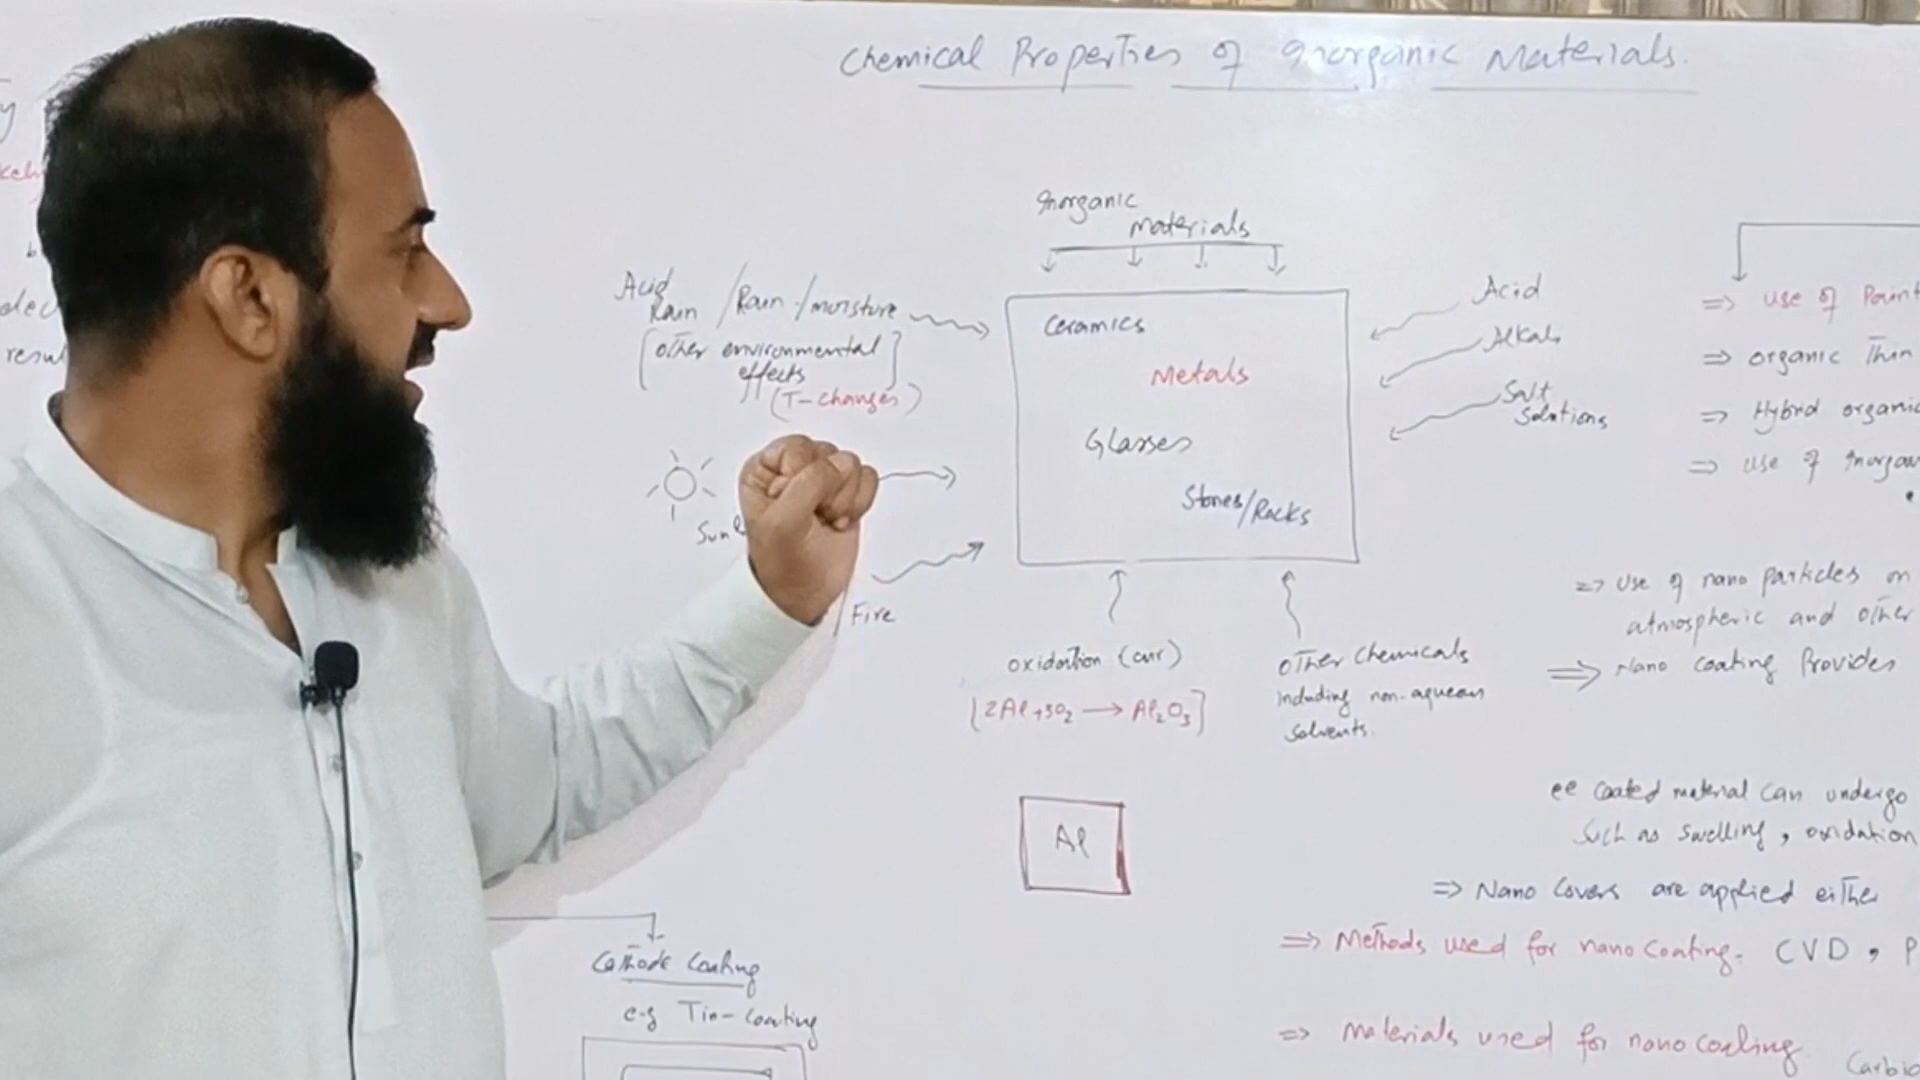 Chemical Properties of Inorganic Materials.
Inorganic
materials
Acid
Rain / Rain / moisture
[other environmental
effects]
(T-changes)
Fire
Ceramics
Metals
Glasses
Stones/Rocks
Acid
Alkali
Salt
Solutions
oxidation (air)
[2Al+3O₂ → Al₂O₃]
other chemicals
including non-aqueous
solvents.
Al
Cathode Coating
e-g Tin-coating
⇒ use of Paint
⇒ organic Thin
⇒ Hybrid organic
⇒ use of Inorgan
⇒ use of nano particles on
atmospheric and other
⇒ Nano coating Provides
coated material can undergo
such as swelling, oxidation
⇒ Nano Covers are applied either
⇒ Methods used for nano coating. CVD, P
⇒ Materials used for nano coating.